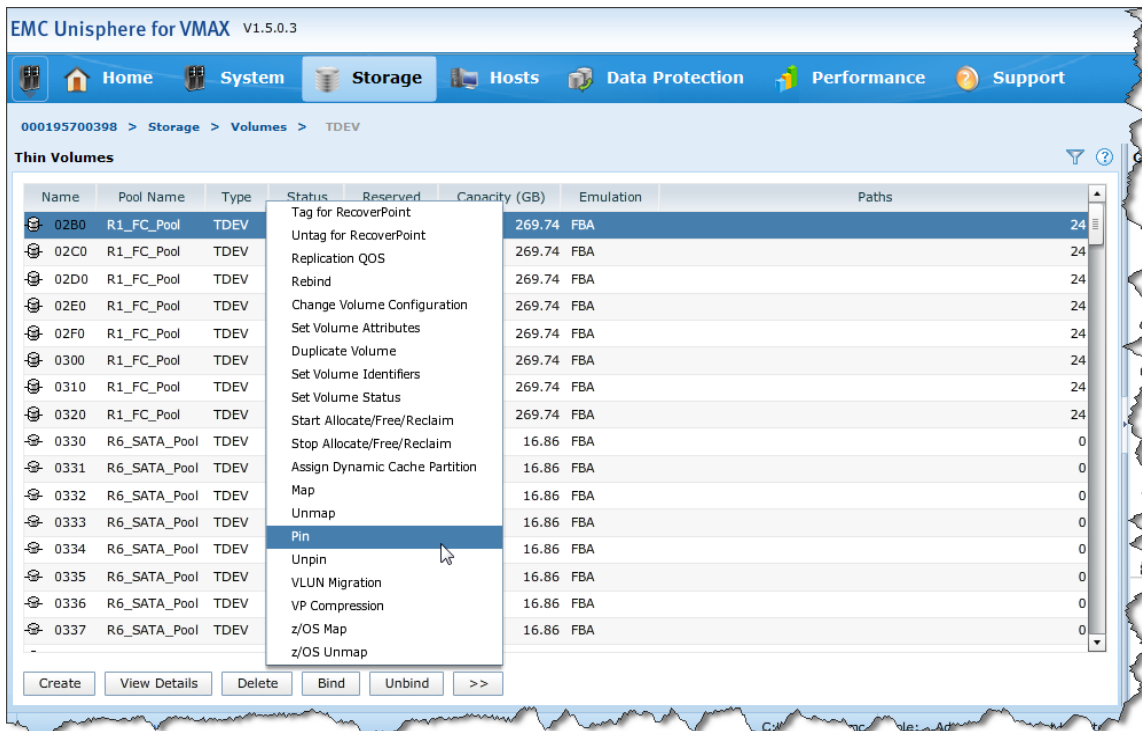 EMC Unisphere for VMAX V1.5.0.3
Home System Storage Hosts Data Protection Performance Support
000195700398 > Storage > Volumes > TDEV
Thin Volumes
Name Pool Name Type Status Reserved Capacity (GB) Emulation Paths
02B0 R1_FC_Pool TDEV 269.74 FBA 24
02C0 R1_FC_Pool TDEV 269.74 FBA 24
02D0 R1_FC_Pool TDEV 269.74 FBA 24
02E0 R1_FC_Pool TDEV 269.74 FBA 24
02F0 R1_FC_Pool TDEV 269.74 FBA 24
0300 R1_FC_Pool TDEV 269.74 FBA 24
0310 R1_FC_Pool TDEV 269.74 FBA 24
0320 R1_FC_Pool TDEV 269.74 FBA 24
0330 R6_SATA_Pool TDEV 16.86 FBA 0
0331 R6_SATA_Pool TDEV 16.86 FBA 0
0332 R6_SATA_Pool TDEV 16.86 FBA 0
0333 R6_SATA_Pool TDEV 16.86 FBA 0
0334 R6_SATA_Pool TDEV 16.86 FBA 0
0335 R6_SATA_Pool TDEV 16.86 FBA 0
0336 R6_SATA_Pool TDEV 16.86 FBA 0
0337 R6_SATA_Pool TDEV 16.86 FBA 0
Tag for RecoverPoint
Untag for RecoverPoint
Replication QOS
Rebind
Change Volume Configuration
Set Volume Attributes
Duplicate Volume
Set Volume Identifiers
Set Volume Status
Start Allocate/Free/Reclaim
Stop Allocate/Free/Reclaim
Assign Dynamic Cache Partition
Map
Unmap
Pin
Unpin
VLUN Migration
VP Compression
z/OS Map
z/OS Unmap
Create View Details Delete Bind Unbind >>